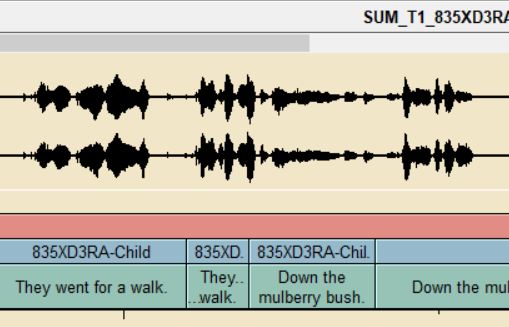 SUM_T1_835XD3RA
835XD3RA-Child
835XD.
835XD3RA-Chil.
They went for a walk.
They..
...walk.
Down the
mulberry bush.
Down the mul